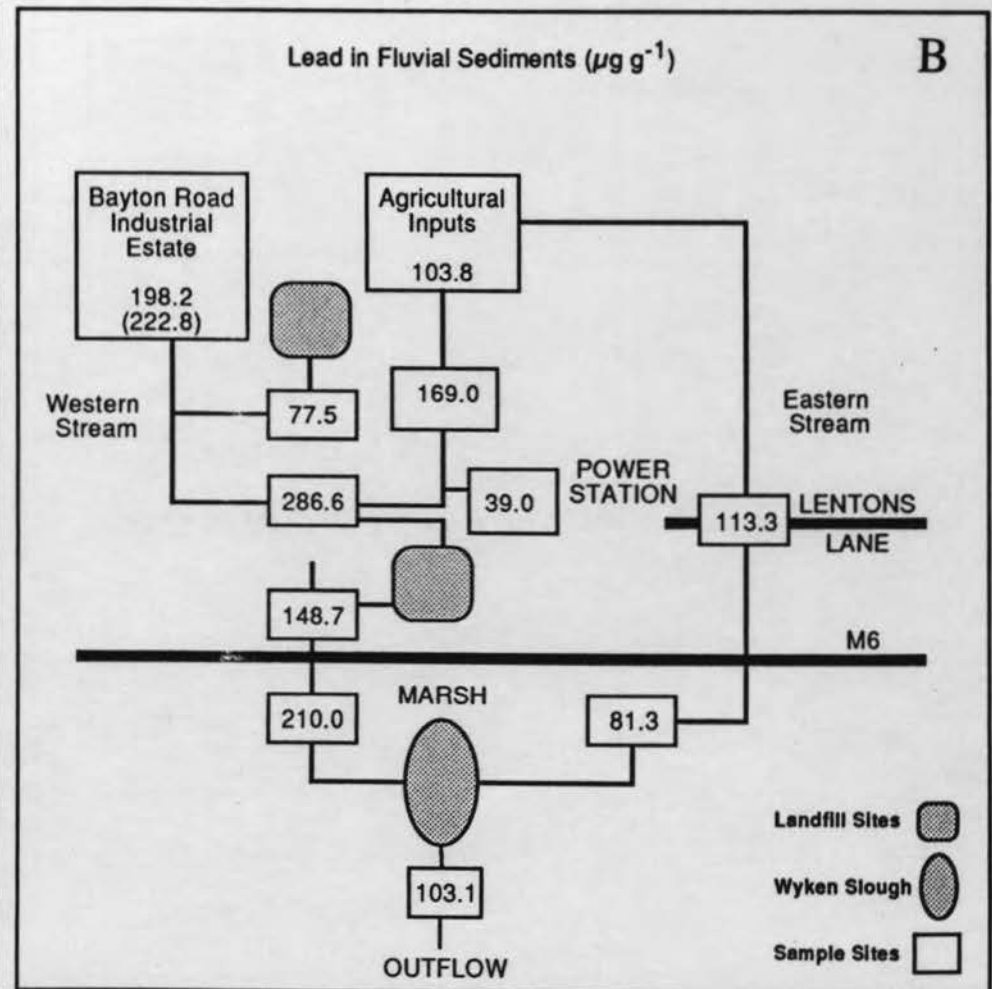 Lead in Fluvial Sediments (µg g⁻¹)
B
Bayton Road
Industrial
Estate
198.2
(222.8)
Agricultural
Inputs
103.8
Western
Stream
77.5
169.0
Eastern
Stream
286.6
39.0
POWER
STATION
113.3
LENTONS
LANE
148.7
M6
210.0
MARSH
81.3
Landfill Sites
Wyken Slough
103.1
Sample Sites
OUTFLOW